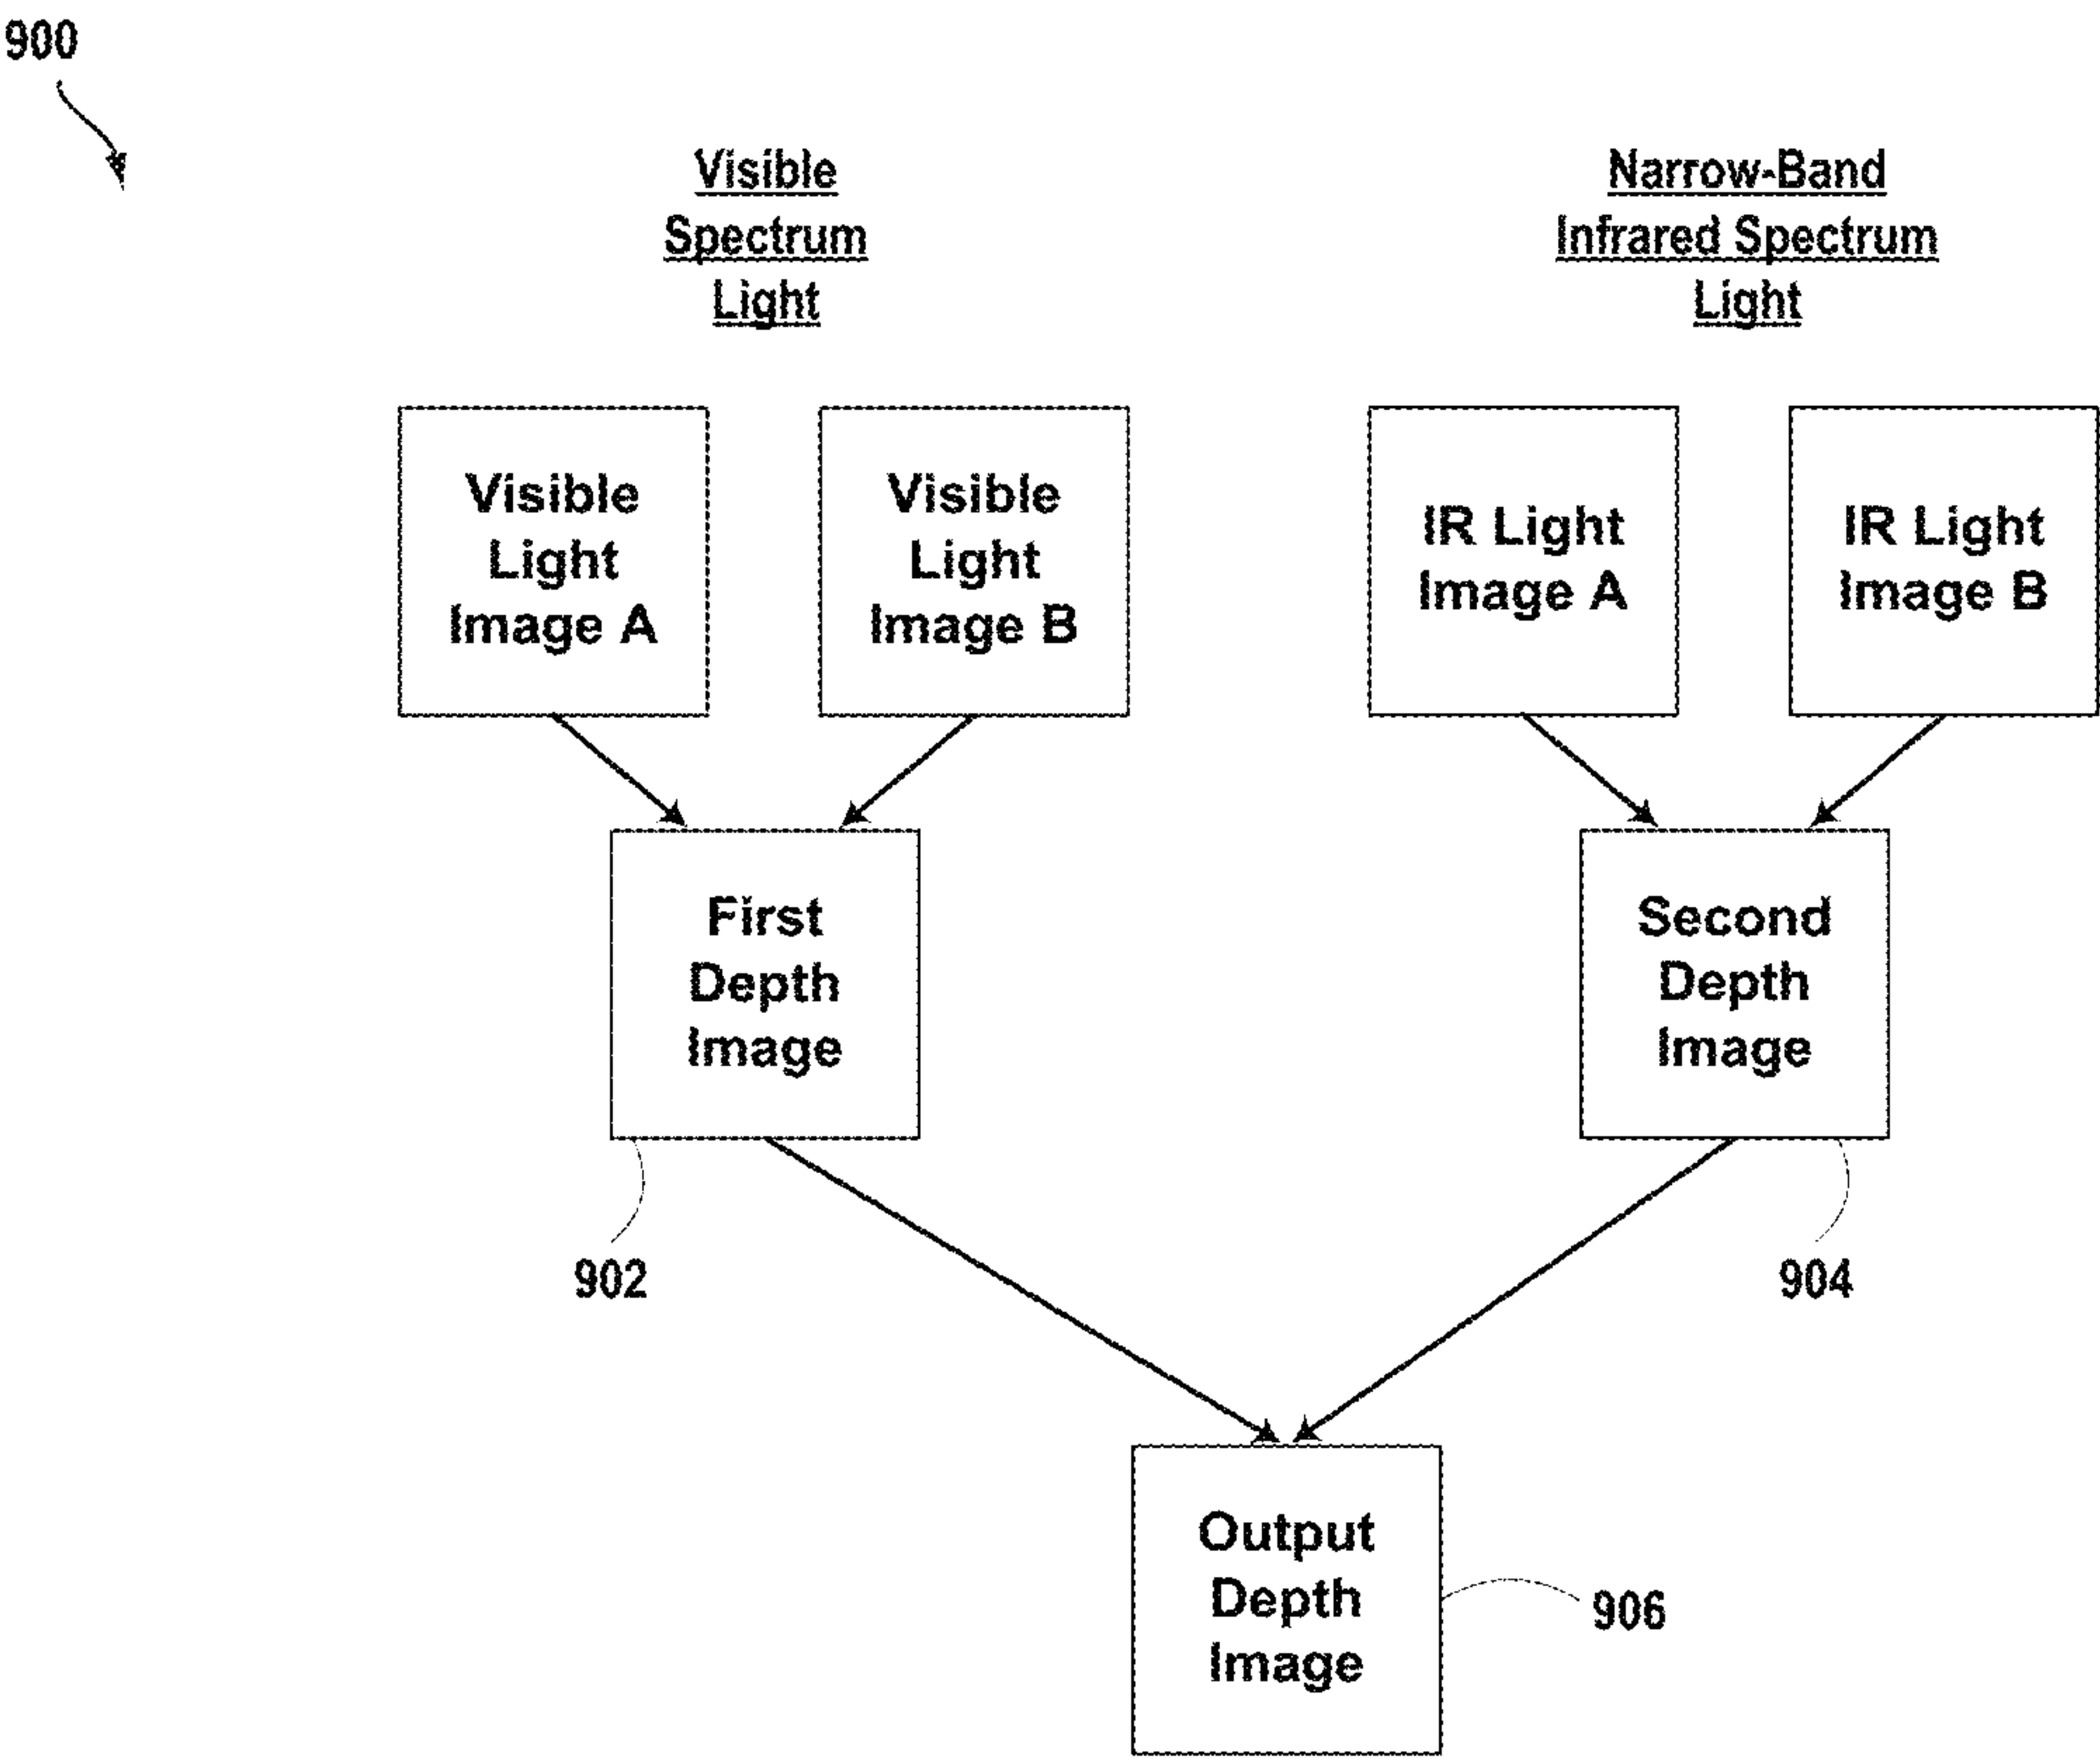 900
Visible
Spectrum
Light
Narrow-Band
Infrared Spectrum
Light
Visible
Light
Image A
Visible
Light
Image B
IR Light
Image A
IR Light
Image B
First
Depth
Image
Second
Depth
Image
902
904
Output
Depth
Image
906